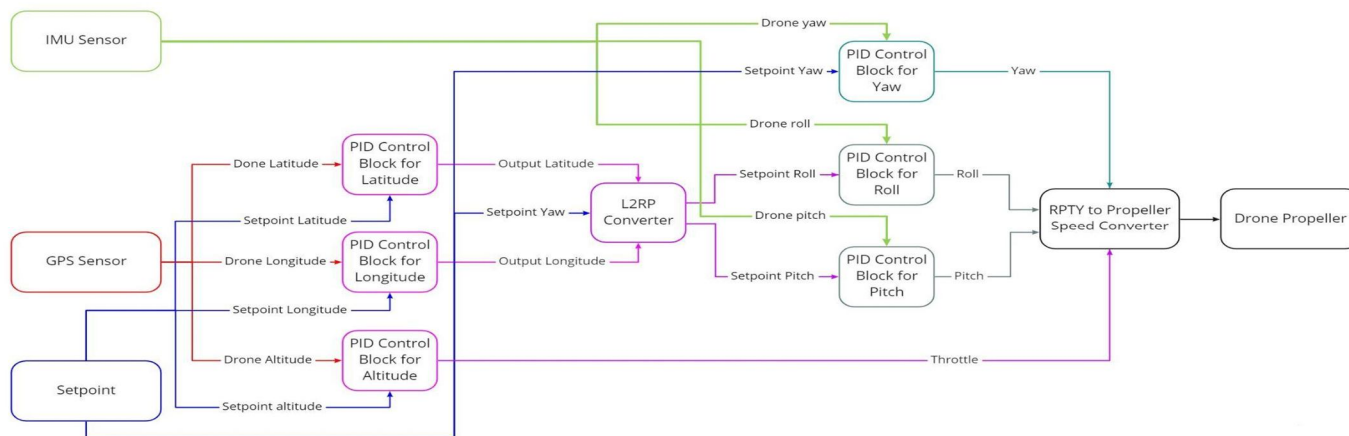 Drone yaw
IMU Sensor
PID Control
Block for
Yaw
Setpoint Yaw
Yaw
Drone roll
PID Control
Block for
Latitude
Done Latitude
Output Latitude
PID Control
Block for
Roll
Setpoint Roll
Roll
Setpoint Latitude
Setpoint Yaw
L2RP
Converter
Drone pitch
RPTY to Propeller
Speed Converter
Drone Propeller
GPS Sensor
Drone Longitude
PID Control
Block for
Longitude
Output Longitude
Setpoint Pitch
PID Control
Block for
Pitch
Pitch
Setpoint Longitude
Drone Altitude
PID Control
Block for
Altitude
Throttle
Setpoint
Setpoint altitude